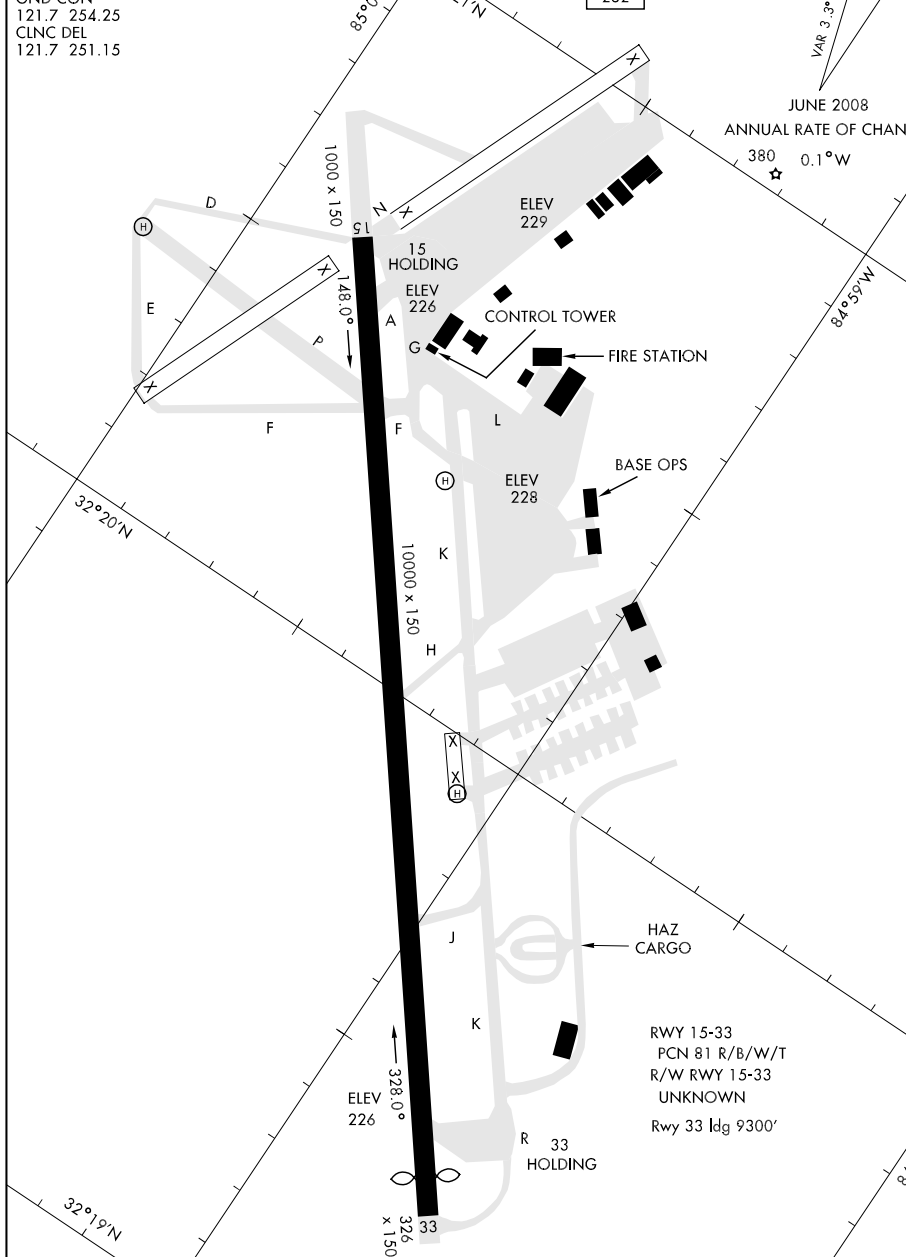 121.7 254.25
CLNC DEL
121.7 251.15
VAR 3.3°
JUNE 2008
ANNUAL RATE OF CHAN
0.1°W
380
1000 x 150
D
N
X
X
ELEV
229
H
15
15
HOLDING
ELEV
226
84°59'W
X
148.0°
A
E
P
G
CONTROL TOWER
FIRE STATION
X
F
F
L
H
ELEV
228
BASE OPS
32°20'N
K
10000 x 150
H
X
X
H
J
HAZ
CARGO
K
RWY 15-33
PCN 81 R/B/W/T
R/W RWY 15-33
UNKNOWN
Rwy 33 ldg 9300'
328.0°
ELEV
226
R
33
HOLDING
32°19'N
33
326
x 150